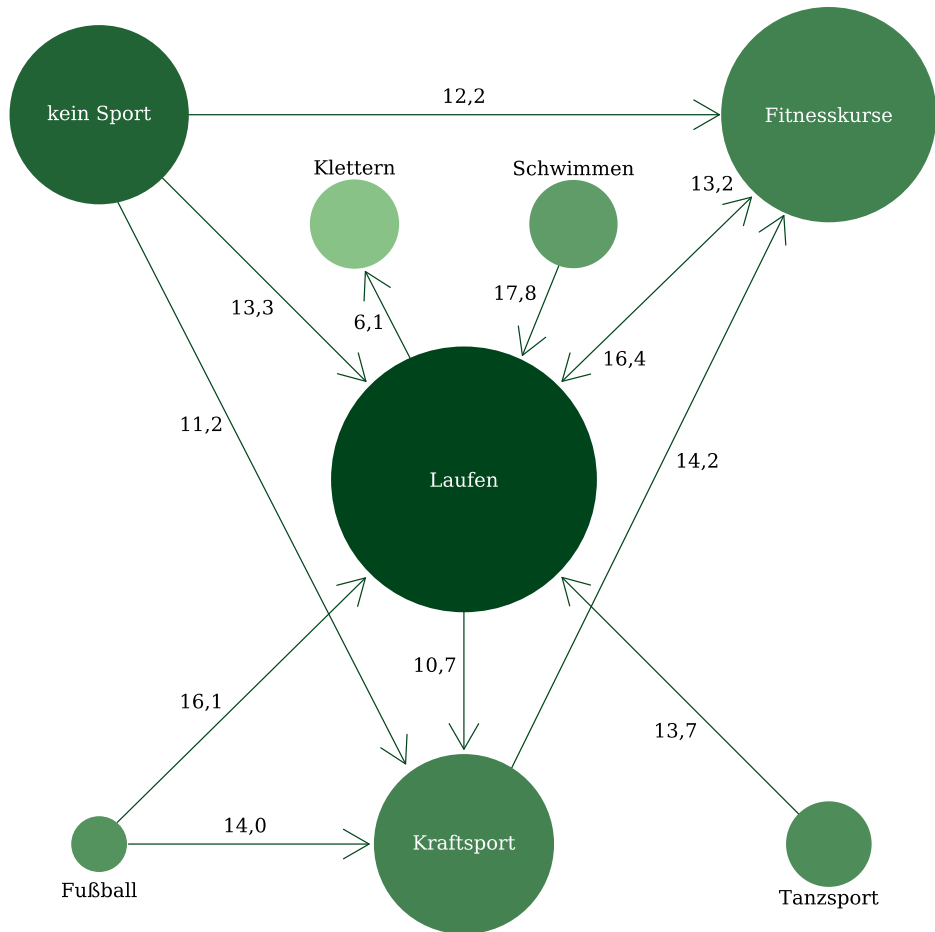 12,2
kein Sport
Fitnesskurse
Klettern
Schwimmen
13,2
17,8
13,3
6,1
16,4
11,2
14,2
Laufen
10,7
16,1
13,7
14,0
Kraftsport
Fußball
Tanzsport